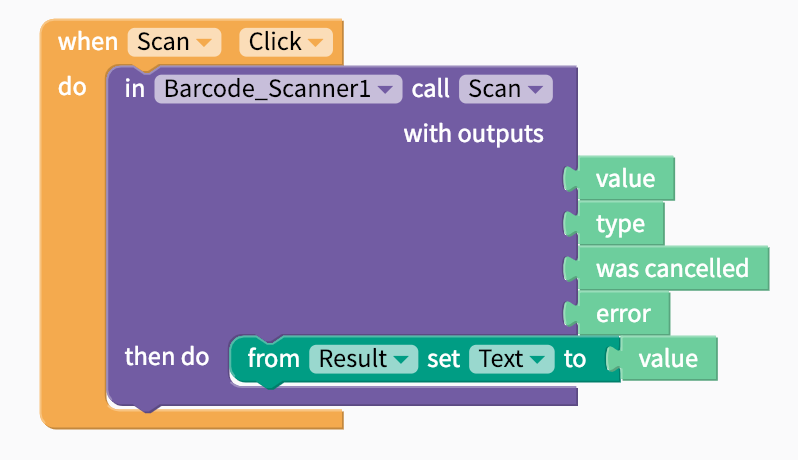 when Scan Click
do in Barcode_Scanner1 call Scan
with outputs
value
type
was cancelled
error
then do from Result set Text to value